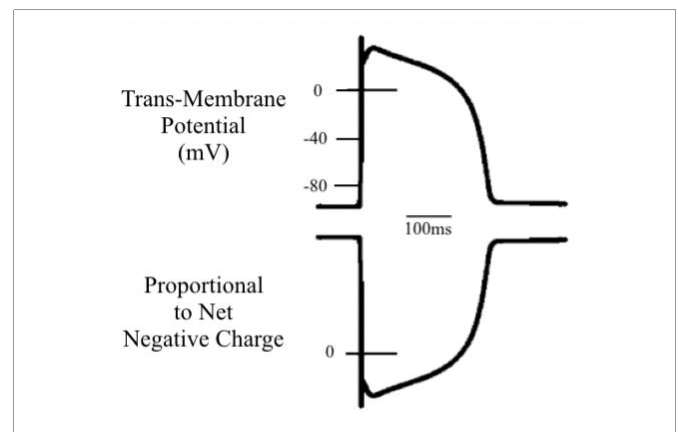 Trans-Membrane
Potential
(mV)
0
-40
-80
100ms
Proportional
to Net
Negative Charge
0